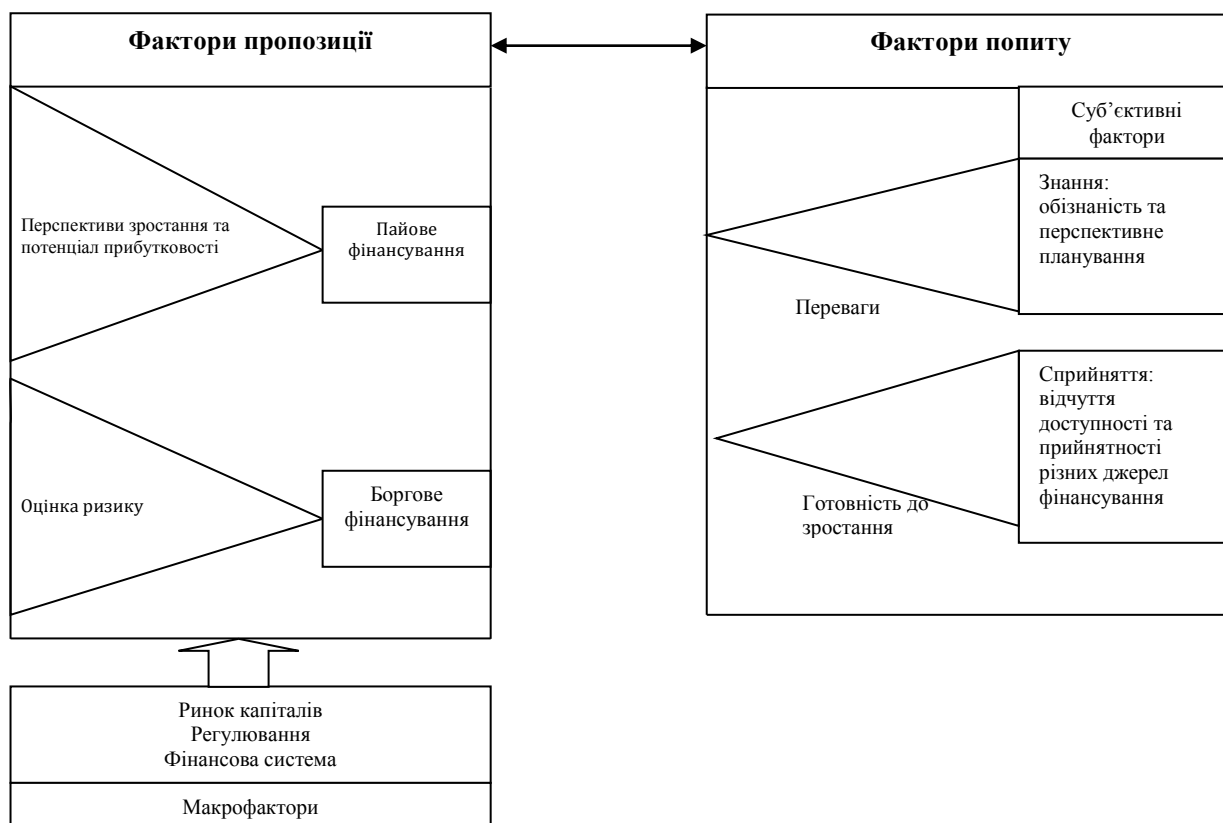 Фактори пропозиції
Перспективи зростання та
потенціал прибутковості
Пайове
фінансування
Оцінка ризику
Боргове
фінансування
Ринок капіталів
Регулювання
Фінансова система
Макрофактори
Фактори попиту
Суб’єктивні
фактори
Знання:
обізнаність та
перспективне
планування
Переваги
Сприйняття:
відчуття
доступності та
прийнятності
різних джерел
фінансування
Готовність до
зростання